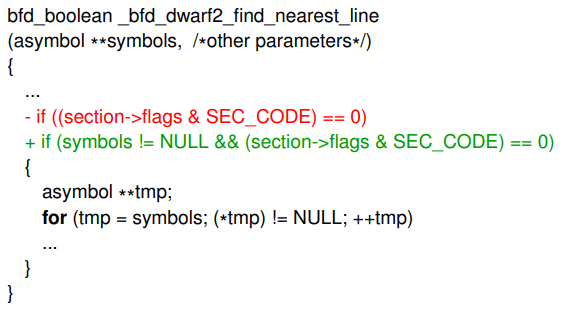 bfd_boolean _bfd_dwarf2_find_nearest_line
(asymbol **symbols, /*other parameters*/)
{
...
- if ((section->flags & SEC_CODE) == 0)
+ if (symbols != NULL && (section->flags & SEC_CODE) == 0)
{
asymbol **tmp;
for (tmp = symbols; (*tmp) != NULL; ++tmp)
...
}
}